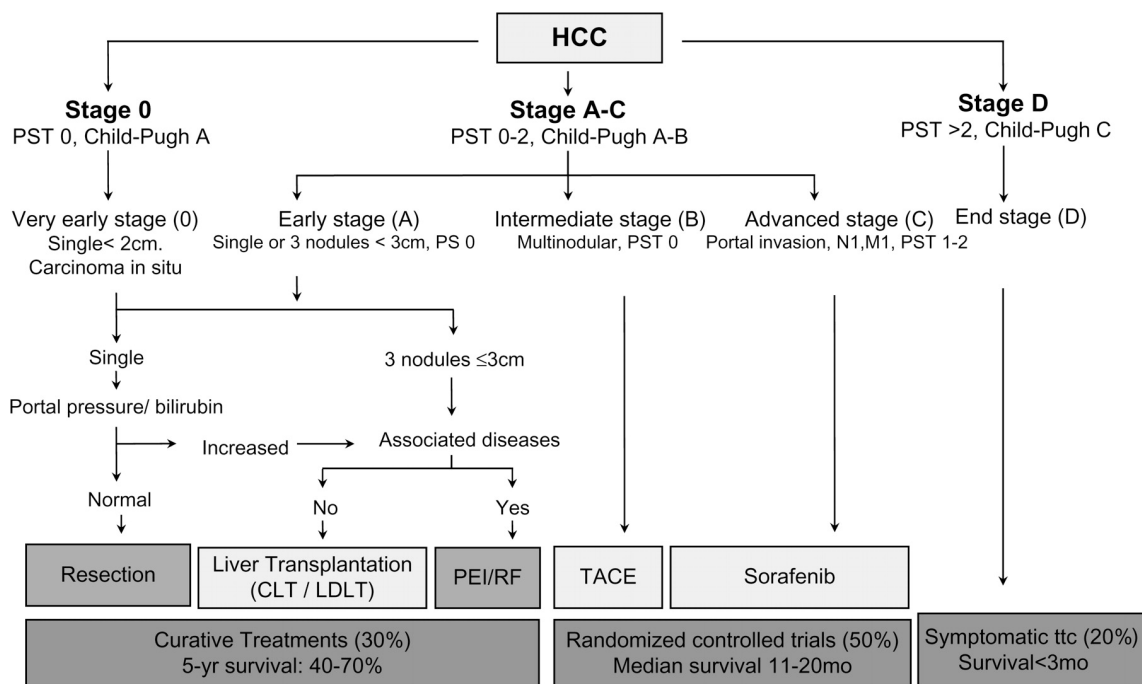 HCC
Stage 0
PST 0, Child-Pugh A
Stage A-C
PST 0-2, Child-Pugh A-B
Stage D
PST >2, Child-Pugh C
Very early stage (0)
Single< 2cm.
Carcinoma in situ
Early stage (A)
Single or 3 nodules < 3cm, PS 0
Intermediate stage (B)
Multinodular, PST 0
Advanced stage (C)
Portal invasion, N1,M1, PST 1-2
End stage (D)
Single
3 nodules ≤3cm
Portal pressure/ bilirubin
Increased
Associated diseases
Normal
No
Yes
Resection
Liver Transplantation
(CLT / LDLT)
PEI/RF
TACE
Sorafenib
Curative Treatments (30%)
5-yr survival: 40-70%
Randomized controlled trials (50%)
Median survival 11-20mo
Symptomatic ttc (20%)
Survival<3mo